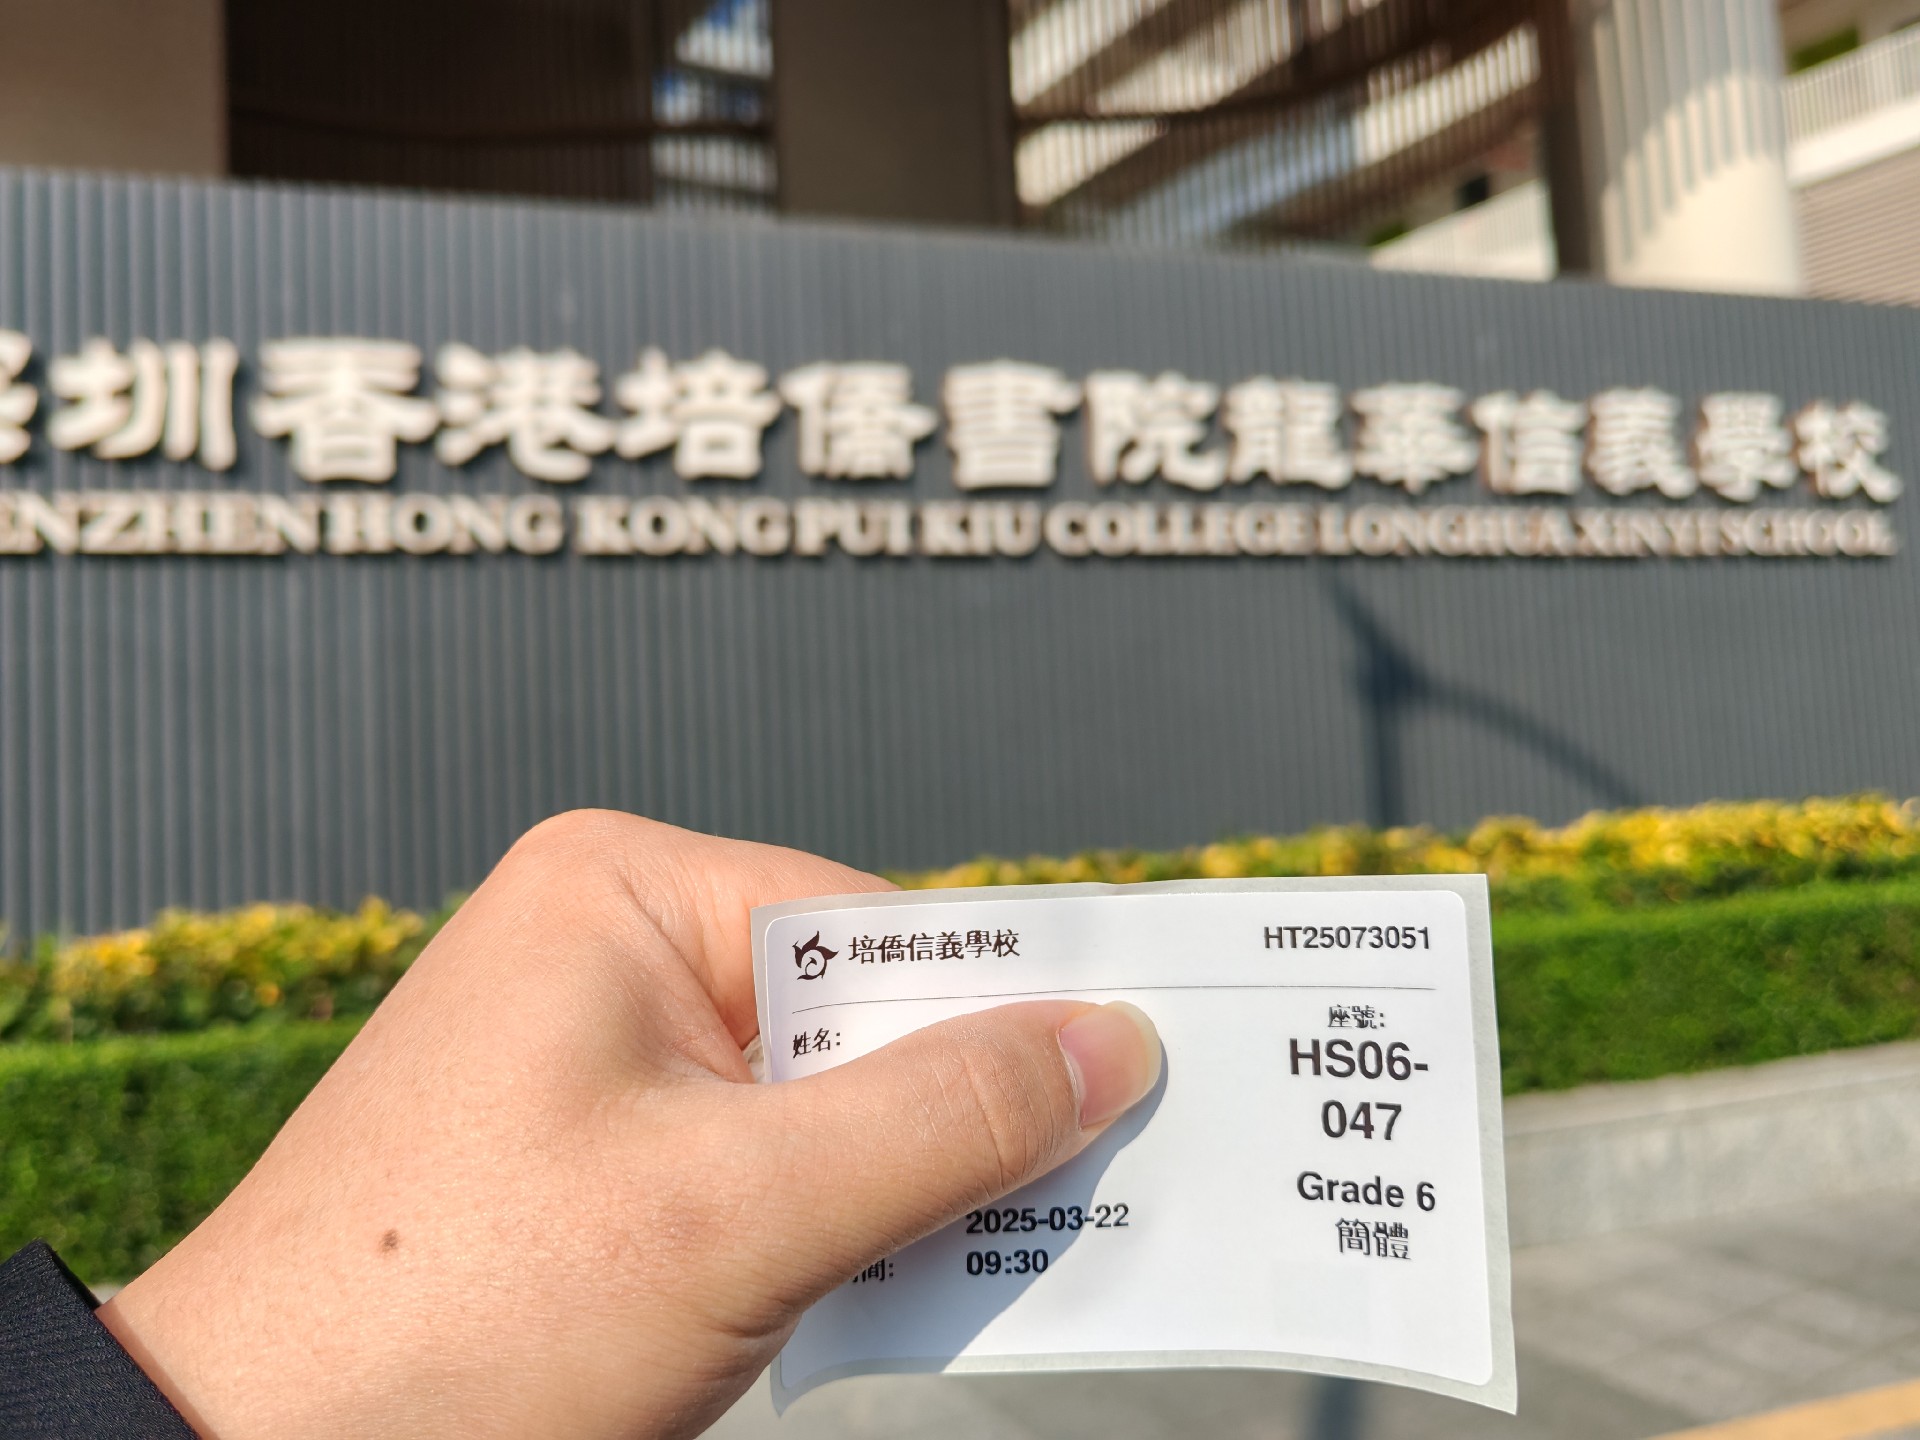 圳香港培僑書院龍華信義學校
ENZHEN HONG KONG PUI KIU COLLEGE LONGHUA XINYI SCHOOL
培僑信義學校
HT25073051
姓名:
座號:
HS06-
047
Grade 6
簡體
2025-03-22
間:
09:30